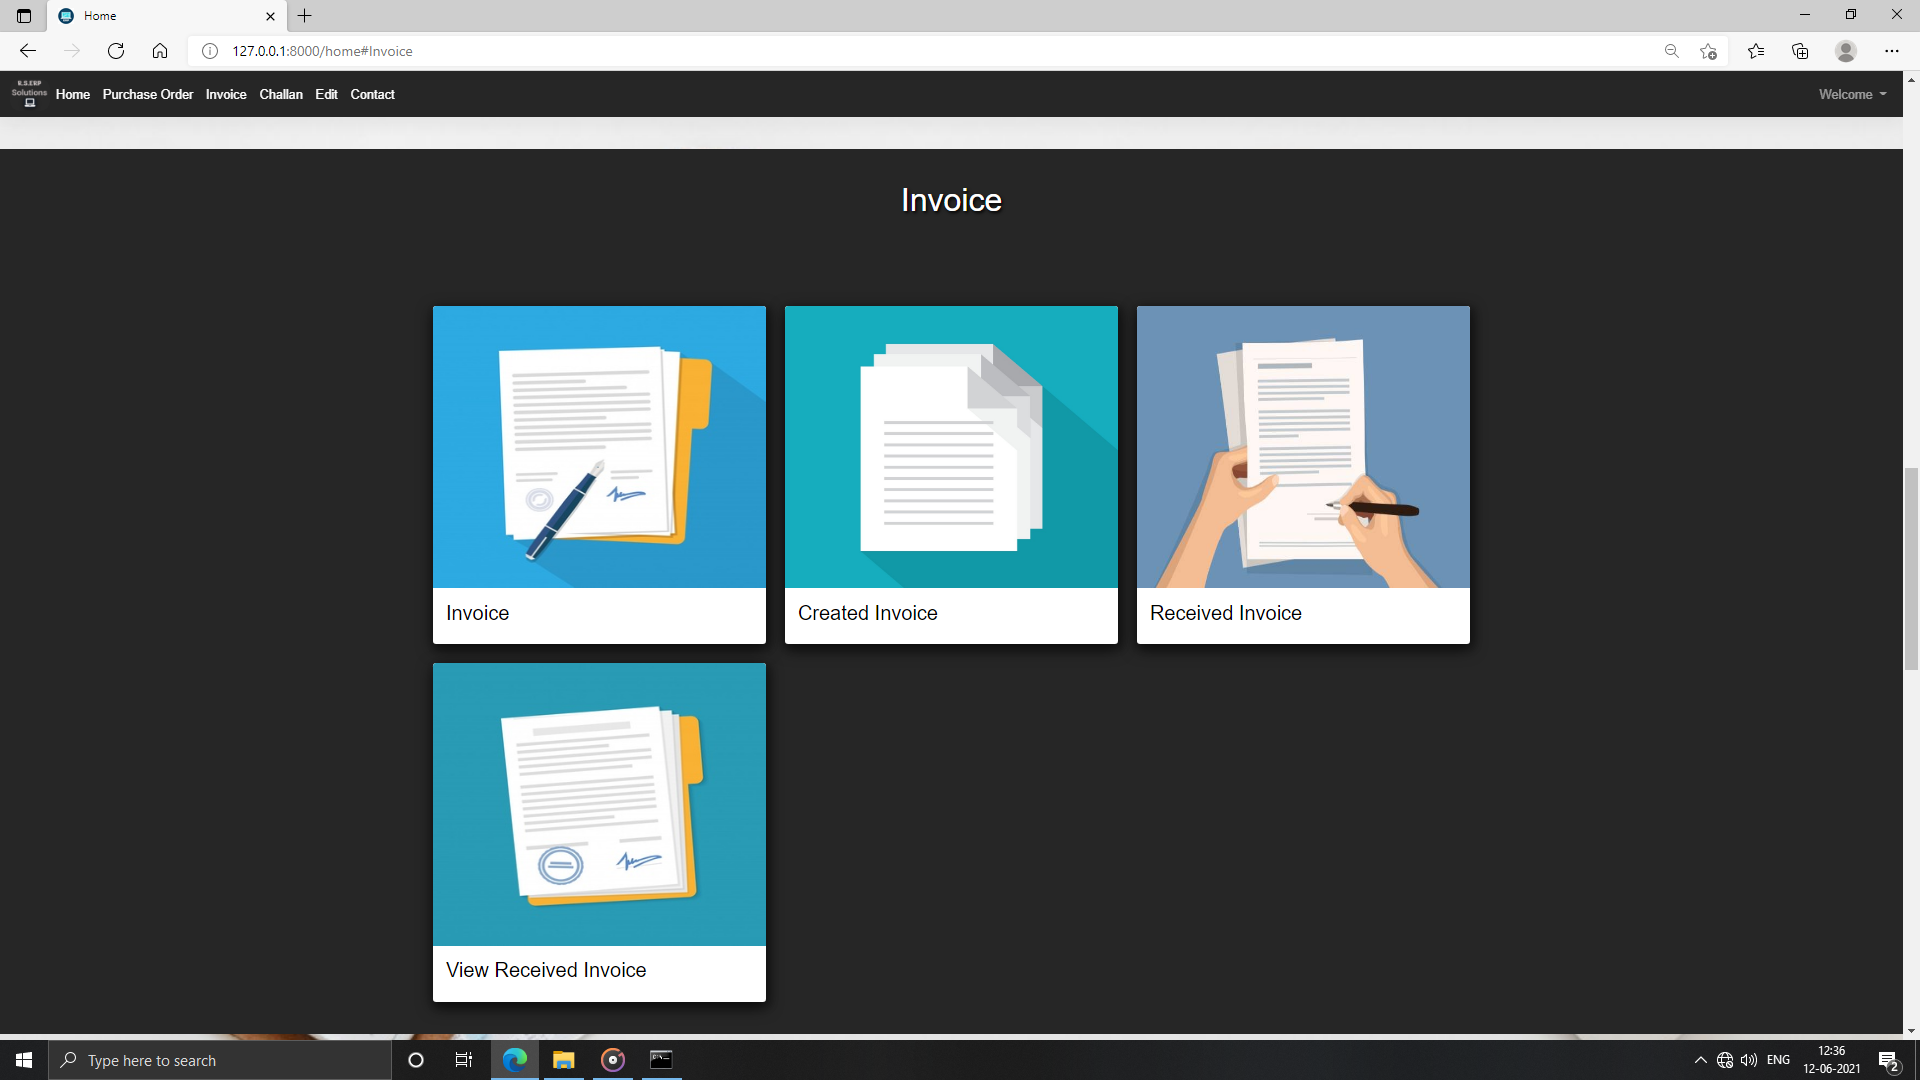 Home
127.0.0.1:8000/home#Invoice
E.S.ERP
Solutions
Home Purchase Order Invoice Challan Edit Contact Welcome
Invoice
Invoice Created Invoice Received Invoice
View Received Invoice
Type here to search
ENG
12:36
12-06-2021
2